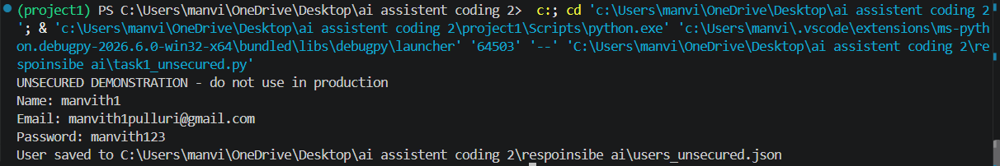 (project1) PS C:\Users\manvi\OneDrive\Desktop\ai assistent coding 2>  c:; cd 'c:\Users\manvi\OneDrive\Desktop\ai assistent coding 2
'; & 'c:\Users\manvi\OneDrive\Desktop\ai assistent coding 2\project1\Scripts\python.exe' 'c:\Users\manvi\.vscode\extensions\ms-pyth
on.debugpy-2026.6.0-win32-x64\bundled\libs\debugpy\launcher' '64503' '--' 'C:\Users\manvi\OneDrive\Desktop\ai assistent coding 2\re
spoinsibe ai\task1_unsecured.py'
UNSECURED DEMONSTRATION - do not use in production
Name: manvith1
Email: manvith1pulluri@gmail.com
Password: manvith123
User saved to C:\Users\manvi\OneDrive\Desktop\ai assistent coding 2\respoinsibe ai\users_unsecured.json